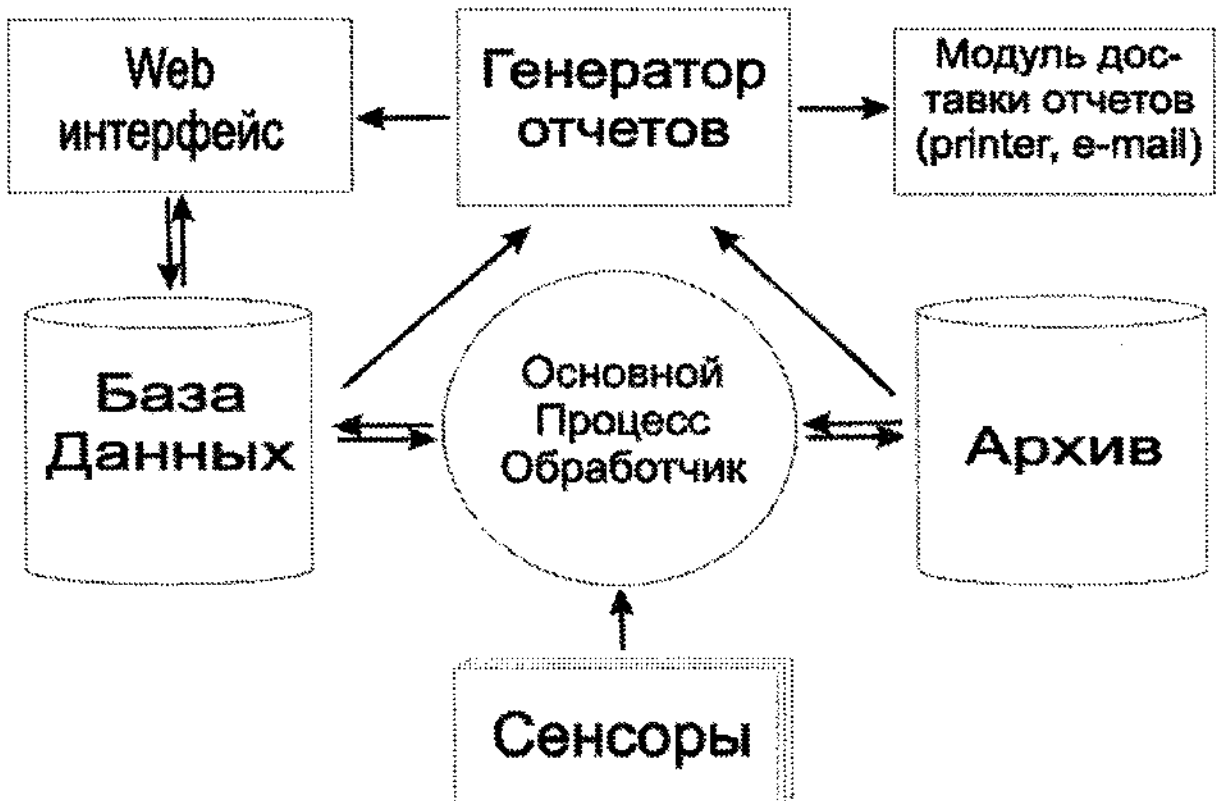 Web
интерфейс
Генератор
отчетов
Модуль дос-
тавки отчетов
(printer, e-mail)
База
Данных
Основной
Процесс
Обработчик
Архив
Сенсоры